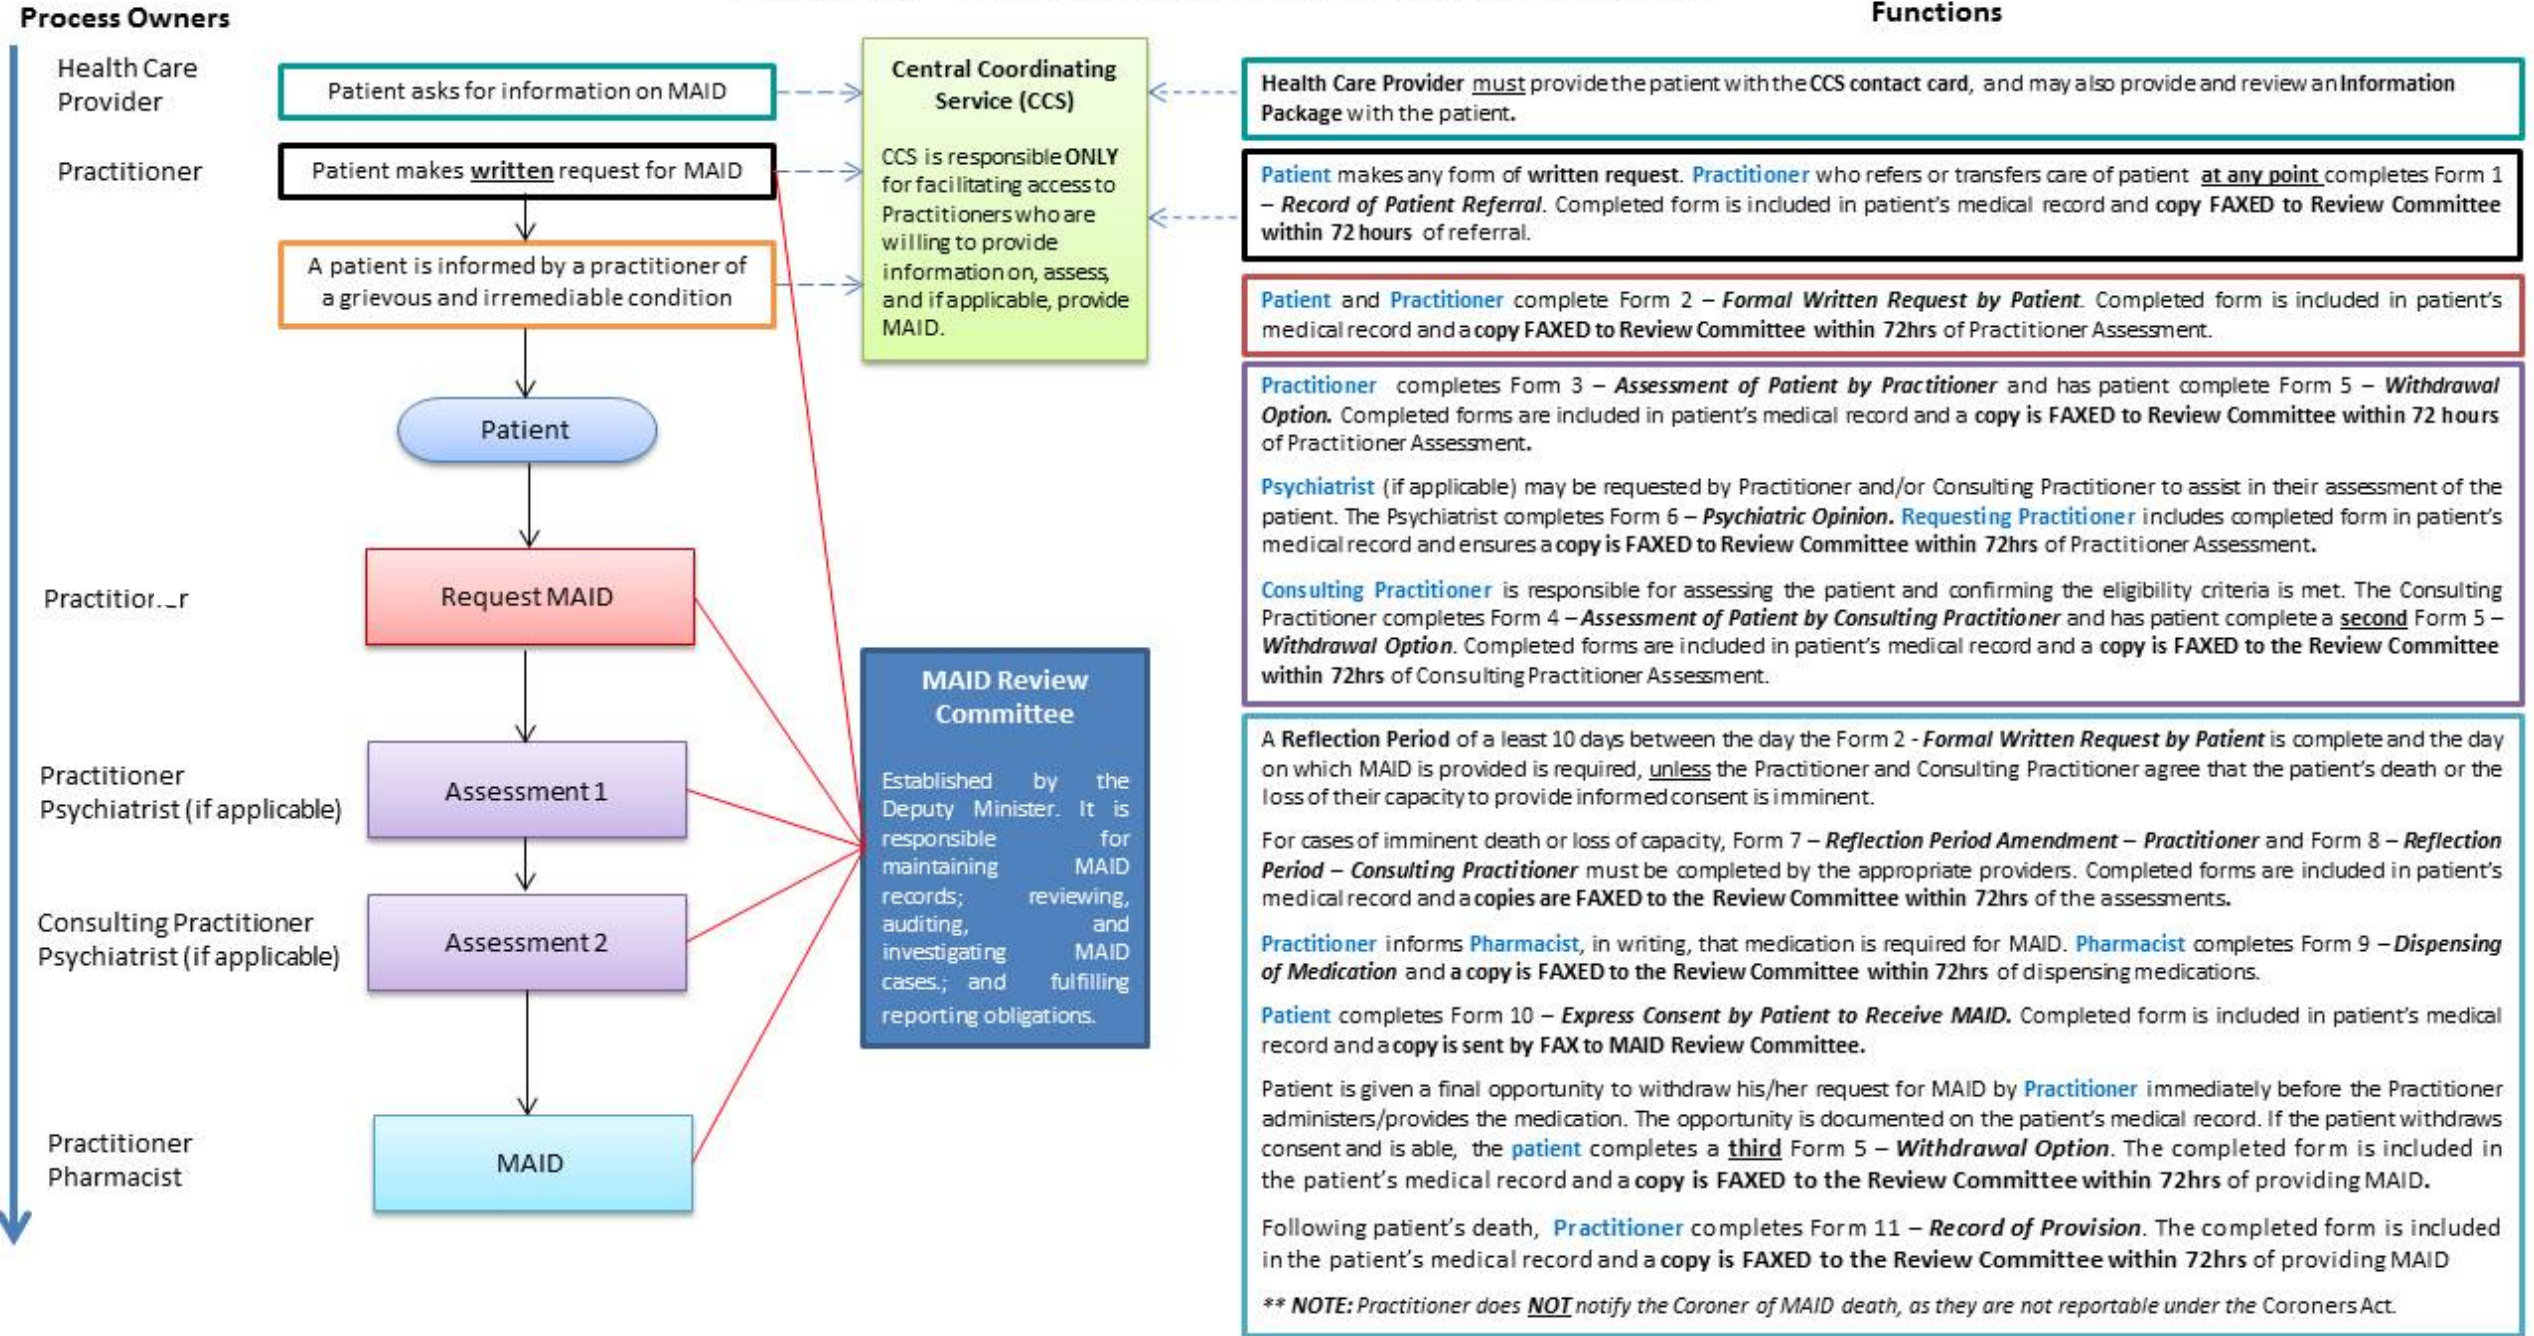 Process Owners
Functions
Health Care
Provider
Patient asks for information on MAID
Practitioner
Patient makes written request for MAID
A patient is informed by a practitioner of
a grievous and irremediable condition
Central Coordinating
Service (CCS)
CCS is responsible ONLY
for facilitating access to
Practitioners who are
willing to provide
information on, assess,
and if applicable, provide
MAID.
Patient
Request MAID
Practitioner
Assessment 1
Practitioner
Psychiatrist (if applicable)
Assessment 2
Consulting Practitioner
Psychiatrist (if applicable)
MAID
Practitioner
Pharmacist
MAID Review
Committee
Established by the
Deputy Minister. It is
responsible for
maintaining MAID
records; reviewing,
auditing, and
investigating MAID
cases.; and fulfilling
reporting obligations.
Health Care Provider must provide the patient with the CCS contact card, and may also provide and review an Information
Package with the patient.
Patient makes any form of written request. Practitioner who refers or transfers care of patient at any point completes Form 1
– Record of Patient Referral. Completed form is included in patient's medical record and copy FAXED to Review Committee
within 72 hours of referral.
Patient and Practitioner complete Form 2 – Formal Written Request by Patient. Completed form is included in patient's
medical record and a copy FAXED to Review Committee within 72hrs of Practitioner Assessment.
Practitioner completes Form 3 – Assessment of Patient by Practitioner and has patient complete Form 5 – Withdrawal
Option. Completed forms are included in patient's medical record and a copy is FAXED to Review Committee within 72 hours
of Practitioner Assessment.
Psychiatrist (if applicable) may be requested by Practitioner and/or Consulting Practitioner to assist in their assessment of the
patient. The Psychiatrist completes Form 6 – Psychiatric Opinion. Requesting Practitioner includes completed form in patient's
medical record and ensures a copy is FAXED to Review Committee within 72hrs of Practitioner Assessment.
Consulting Practitioner is responsible for assessing the patient and confirming the eligibility criteria is met. The Consulting
Practitioner completes Form 4 – Assessment of Patient by Consulting Practitioner and has patient complete a second Form 5 –
Withdrawal Option. Completed forms are included in patient's medical record and a copy is FAXED to the Review Committee
within 72hrs of Consulting Practitioner Assessment.
A Reflection Period of a least 10 days between the day the Form 2 - Formal Written Request by Patient is complete and the day
on which MAID is provided is required, unless the Practitioner and Consulting Practitioner agree that the patient's death or the
loss of their capacity to provide informed consent is imminent.
For cases of imminent death or loss of capacity, Form 7 – Reflection Period Amendment – Practitioner and Form 8 – Reflection
Period – Consulting Practitioner must be completed by the appropriate providers. Completed forms are included in patient's
medical record and a copies are FAXED to the Review Committee within 72hrs of the assessments.
Practitioner informs Pharmacist, in writing, that medication is required for MAID. Pharmacist completes Form 9 – Dispensing
of Medication and a copy is FAXED to the Review Committee within 72hrs of dispensing medications.
Patient completes Form 10 – Express Consent by Patient to Receive MAID. Completed form is included in patient's medical
record and a copy is sent by FAX to MAID Review Committee.
Patient is given a final opportunity to withdraw his/her request for MAID by Practitioner immediately before the Practitioner
administers/provides the medication. The opportunity is documented on the patient's medical record. If the patient withdraws
consent and is able, the patient completes a third Form 5 – Withdrawal Option. The completed form is included in
the patient's medical record and a copy is FAXED to the Review Committee within 72hrs of providing MAID.
Following patient's death, Practitioner completes Form 11 – Record of Provision. The completed form is included
in the patient's medical record and a copy is FAXED to the Review Committee within 72hrs of providing MAID
** NOTE: Practitioner does NOT notify the Coroner of MAID death, as they are not reportable under the Coroners Act.